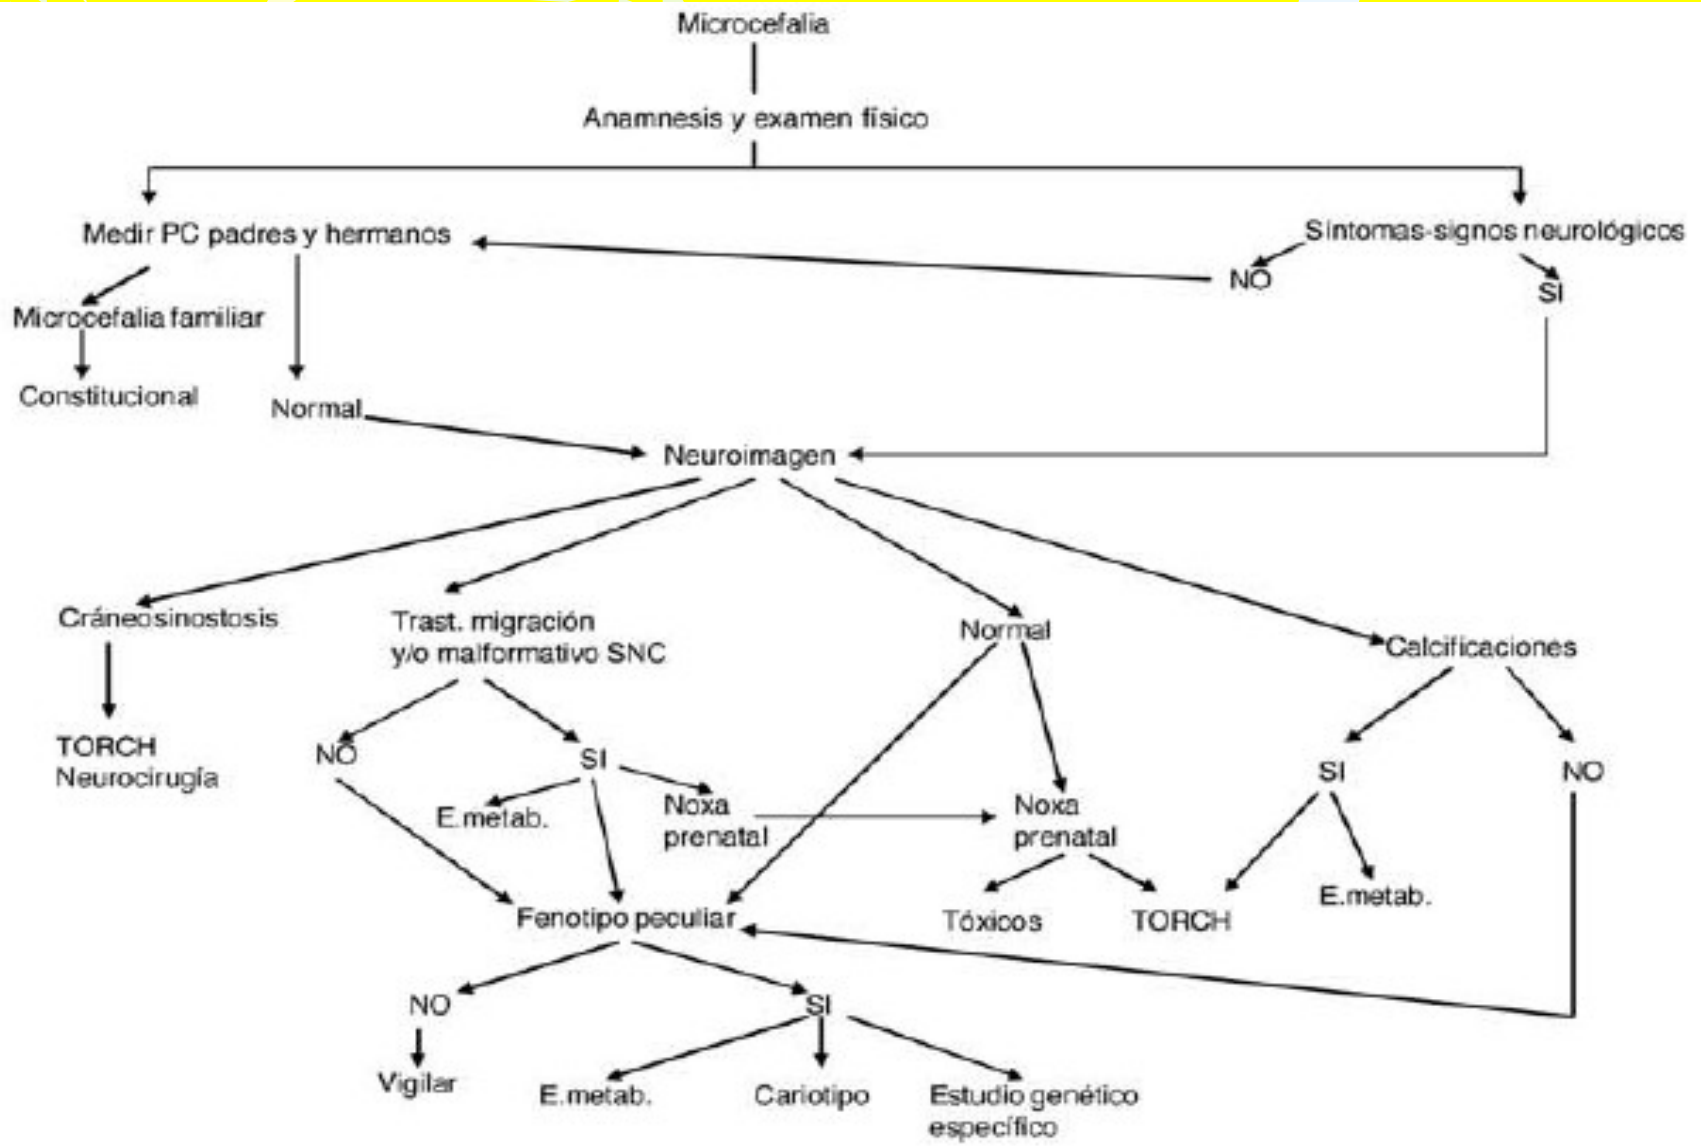 Microcefalia
Anamnesis y examen físico
Medir PC padres y hermanos
Síntomas-signos neurológicos
NO
SI
Microcefalia familiar
Constitucional
Normal
Neuroimagen
Cráneosinostosis
Trast. migración
y/o malformativo SNC
Normal
Calcificaciones
TORCH
Neurocirugía
NO
SI
SI
NO
E.metab.
Noxa
prenatal
Noxa
prenatal
E.metab.
Fenotipo peculiar
Tóxicos
TORCH
NO
SI
Vigilar
E.metab.
Cariotipo
Estudio genético
específico